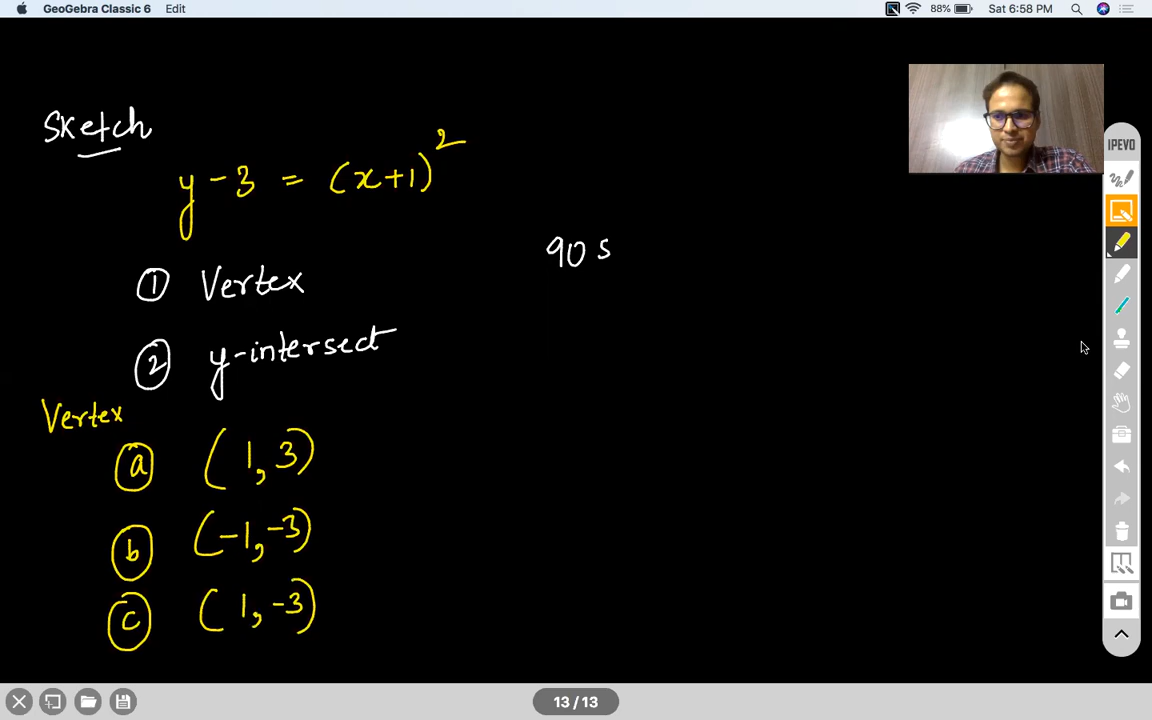 GeoGebra Classic 6 Edit
88% Sat 6:58 PM
Sketch
y - 3 = (x+1)²
90 s
① Vertex
② y-intersect
Vertex
ⓐ (1, 3)
ⓑ (-1, -3)
ⓒ (1, -3)
IPEVO
13 / 13